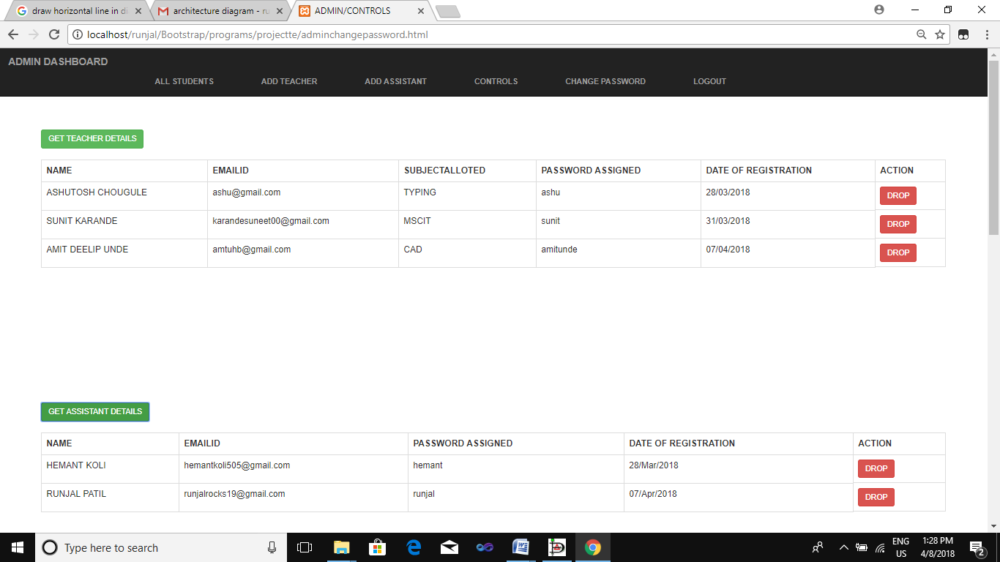 draw horizontal line in di
architecture diagram - ru
ADMIN/CONTROLS
localhost/runjal/Bootstrap/programs/projectte/adminchangepassword.html
ADMIN DASHBOARD
ALL STUDENTS ADD TEACHER ADD ASSISTANT CONTROLS CHANGE PASSWORD LOGOUT
GET TEACHER DETAILS
NAME EMAILID SUBJECTALLOTED PASSWORD ASSIGNED DATE OF REGISTRATION ACTION
ASHUTOSH CHOUGULE ashu@gmail.com TYPING ashu 28/03/2018 DROP
SUNIT KARANDE karandesuneet00@gmail.com MSCIT sunit 31/03/2018 DROP
AMIT DEELIP UNDE amtuhb@gmail.com CAD amitunde 07/04/2018 DROP
GET ASSISTANT DETAILS
NAME EMAILID PASSWORD ASSIGNED DATE OF REGISTRATION ACTION
HEMANT KOLI hemantkoli505@gmail.com hemant 28/Mar/2018 DROP
RUNJAL PATIL runjalrocks19@gmail.com runjal 07/Apr/2018 DROP
Type here to search
ENG
US
1:28 PM
4/8/2018
2